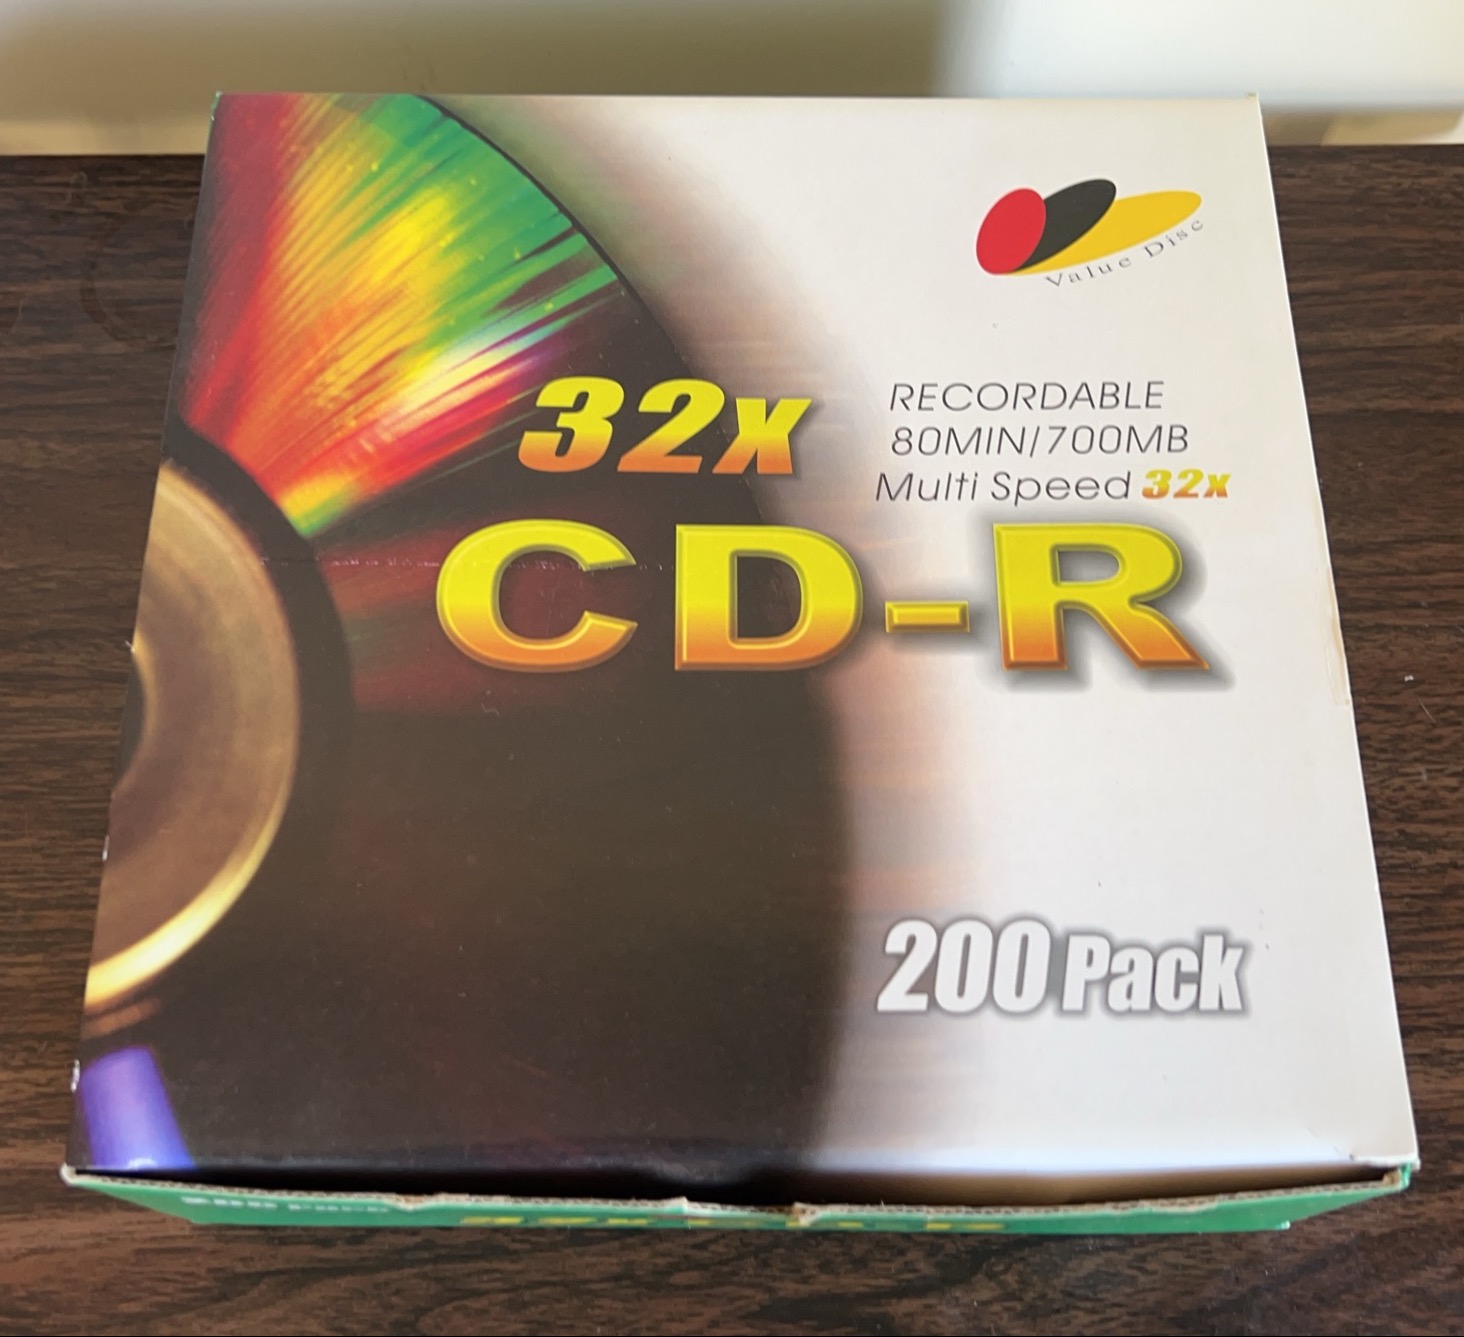 Value Disc
32x
RECORDABLE
80MIN/700MB
Multi Speed 32x
CD-R
200 Pack